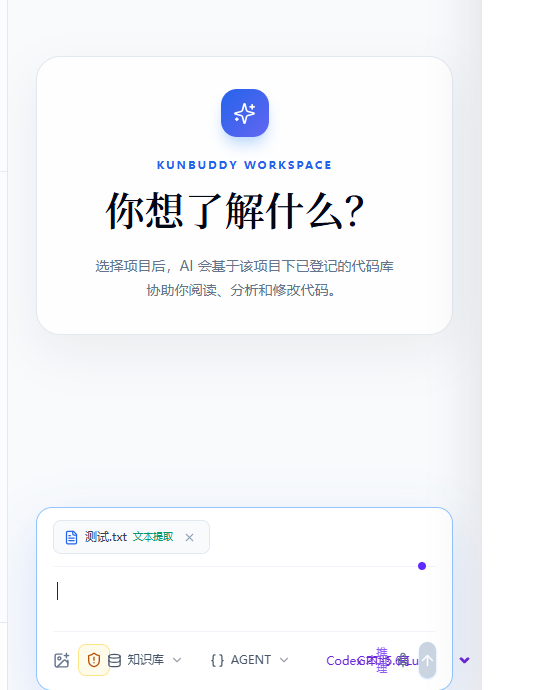 KUNBUDDY WORKSPACE
你想了解什么？
选择项目后，AI 会基于该项目下已登记的代码库
协助你阅读、分析和修改代码。
测试.txt 文本提取
知识库 AGENT
推理